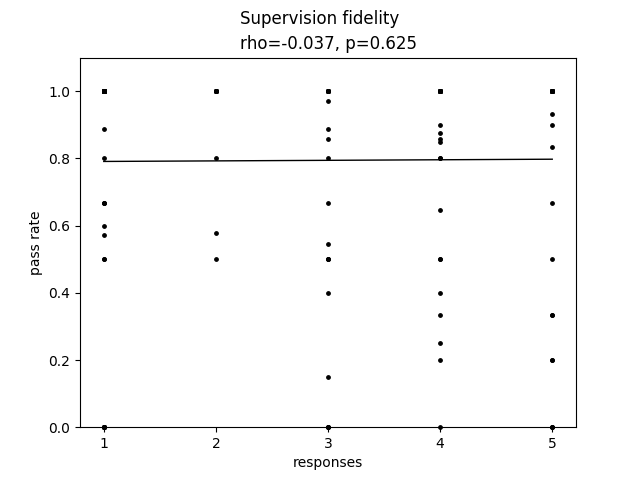 Supervision fidelity
rho=-0.037, p=0.625
1.0
0.8
0.6
0.4
0.2
0.0
pass rate
1 2 3 4 5
responses